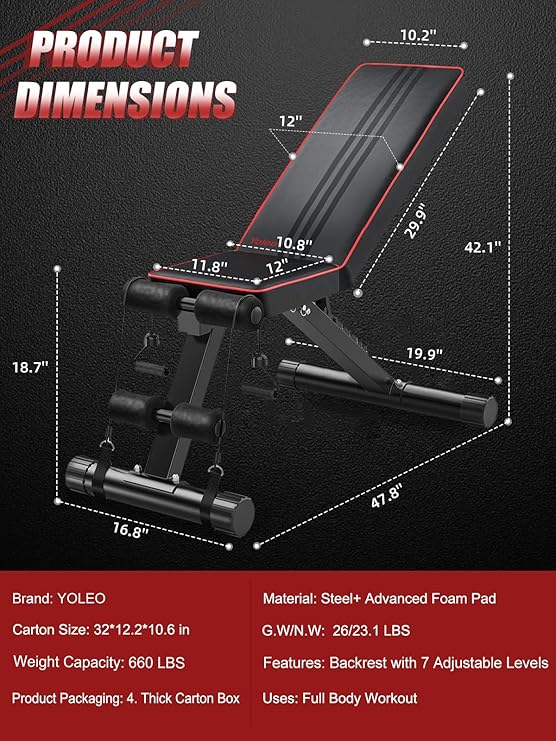 PRODUCT
DIMENSIONS
10.2"
12"
29.9"
42.1"
YOLEO
10.8"
11.8"
12"
18.7"
19.9"
47.8"
16.8"
Brand: YOLEO
Material: Steel+ Advanced Foam Pad
Carton Size: 32*12.2*10.6 in
G.W/N.W: 26/23.1 LBS
Weight Capacity: 660 LBS
Features: Backrest with 7 Adjustable Levels
Product Packaging: 4. Thick Carton Box
Uses: Full Body Workout